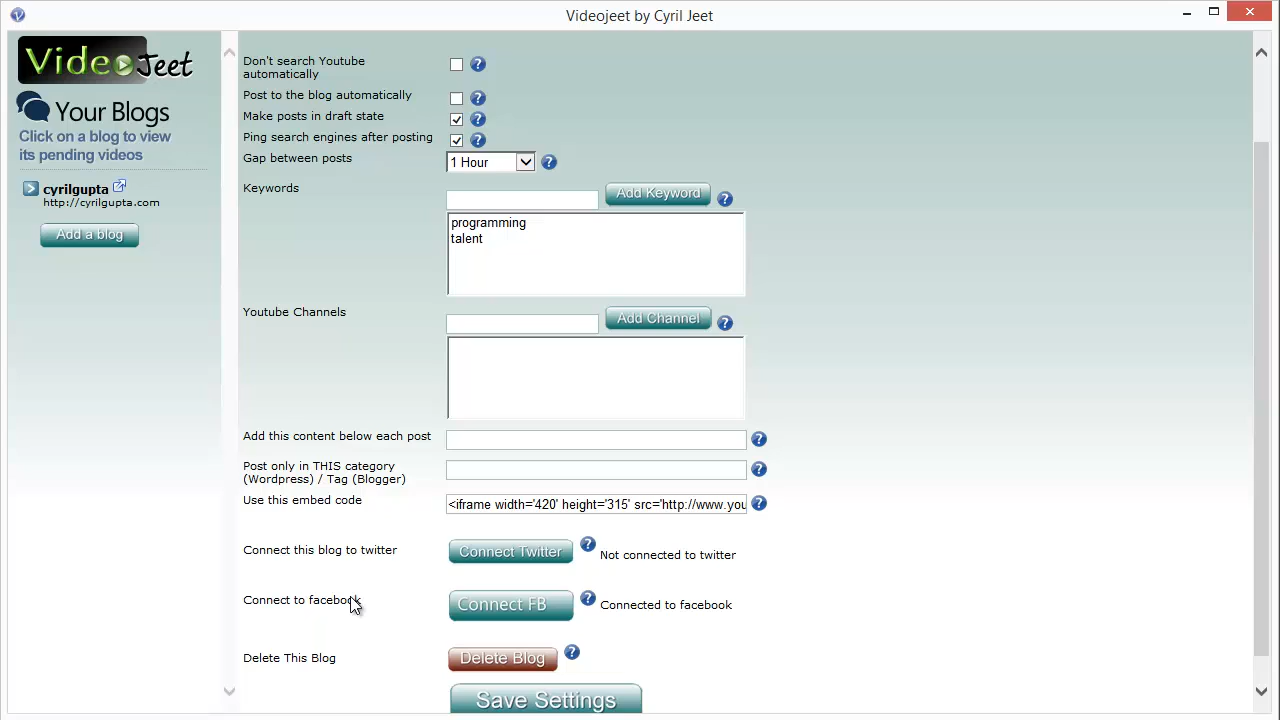 Videojeet by Cyril Jeet
Video Jeet
Your Blogs
Click on a blog to view
its pending videos
cyrilgupta
http://cyrilgupta.com
Add a blog
Don't search Youtube
automatically
Post to the blog automatically
Make posts in draft state
Ping search engines after posting
Gap between posts
1 Hour
Keywords
Add Keyword
programming
talent
Youtube Channels
Add Channel
Add this content below each post
Post only in THIS category
(Wordpress) / Tag (Blogger)
Use this embed code
<iframe width='420' height='315' src='http://www.you
Connect this blog to twitter
Connect Twitter
Not connected to twitter
Connect to facebook
Connect FB
Connected to facebook
Delete This Blog
Delete Blog
Save Settings